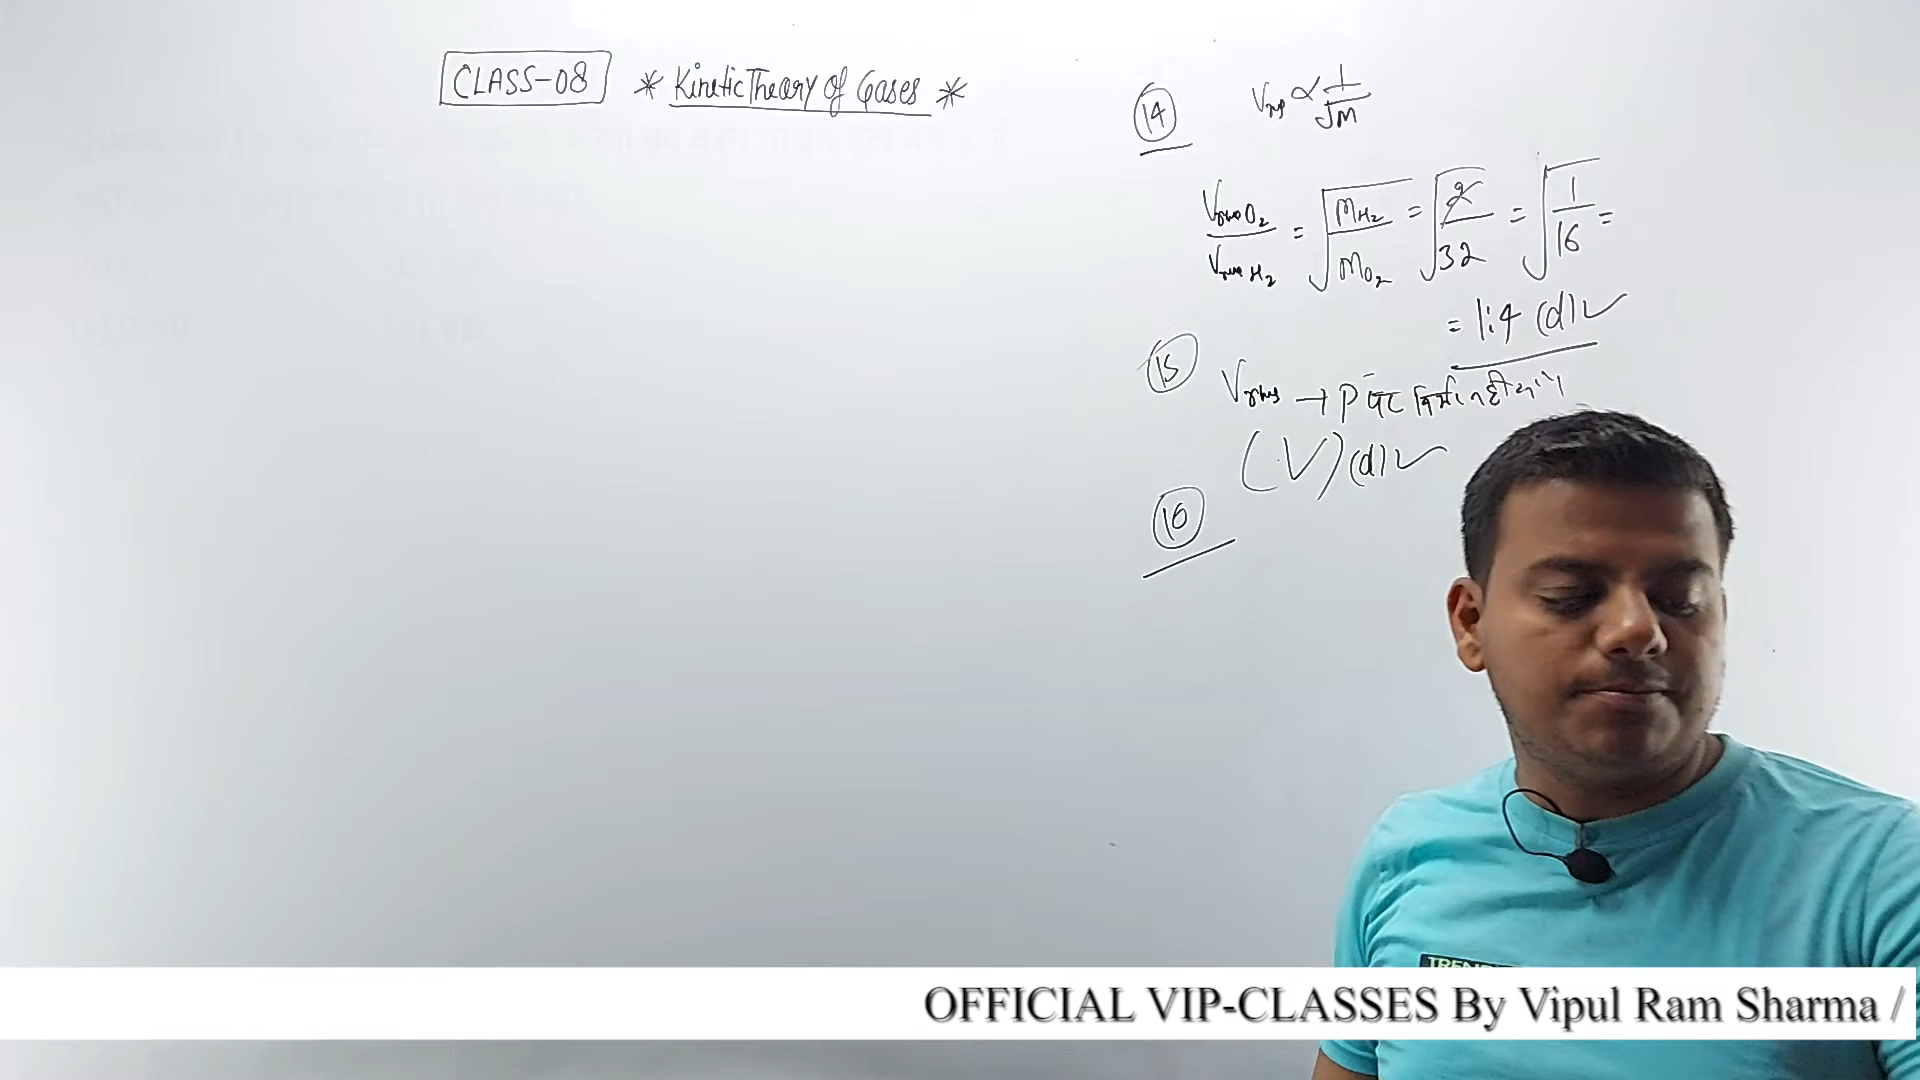 CLASS-08 * Kinetic Theory Of Gases *
14
Vrms ∝ 1/√M
Vrms O2 / Vrms H2 = √(MH2/MO2) = √(2/32) = √(1/16) =
= 1:4 (d) ✓
15
Vrms → P पर निर्भर नहीं
(V) (d) ✓
16
OFFICIAL VIP-CLASSES By Vipul Ram Sharma /